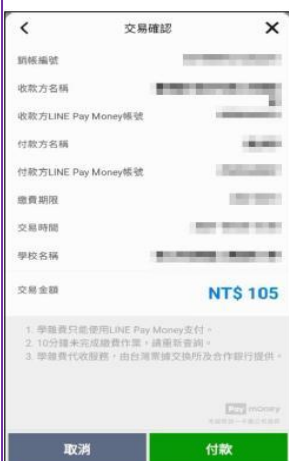 交易確認
銷帳編號
收款方名稱
收款方LINE Pay Money帳號
付款方名稱
付款方LINE Pay Money帳號
繳費期限
交易時間
學校名稱
交易金額 NT$ 105
1. 學雜費只能使用LINE Pay Money支付。
2. 10分鐘未完成繳費作業，請重新查詢。
3. 學雜費代收服務，由台灣票據交換所及合作銀行提供。
Pay money
取消 付款